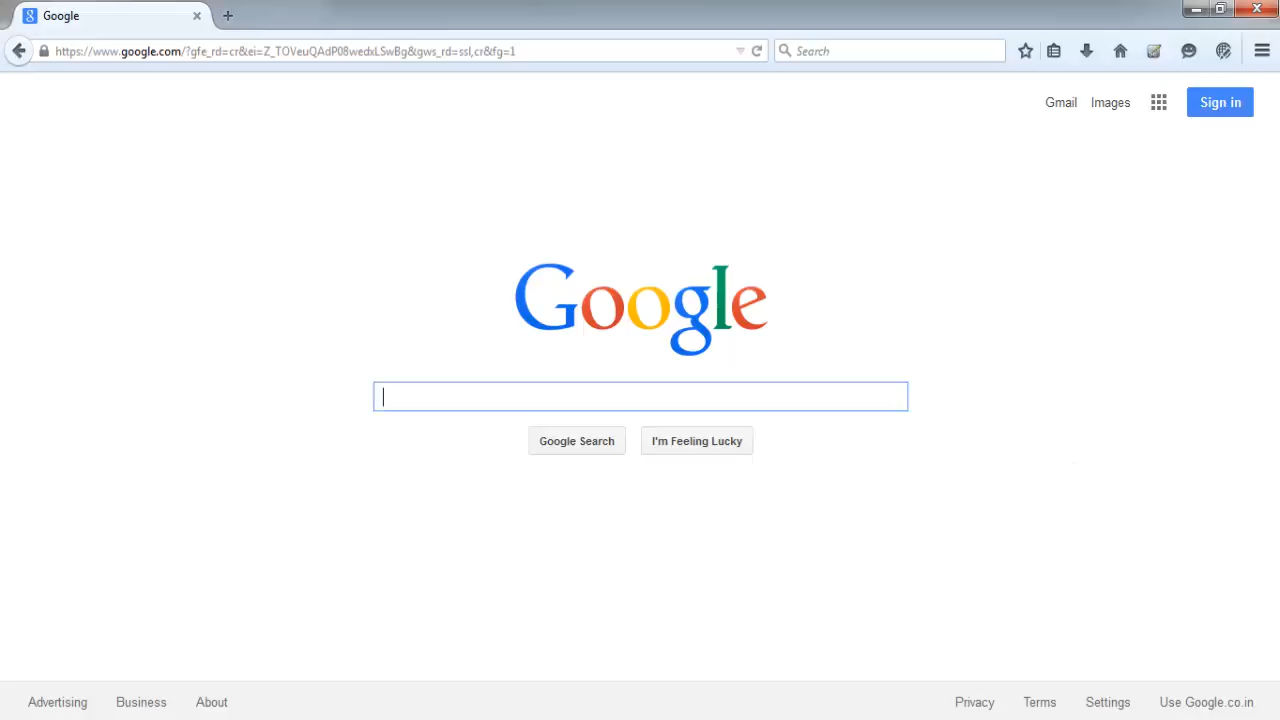 Google
https://www.google.com/?gfe_rd=cr&ei=Z_TOVeuQAdP08wedxLSwBg&gws_rd=ssl,cr&fg=1
Search
Gmail Images Sign in
Google
Google Search I'm Feeling Lucky
Advertising Business About Privacy Terms Settings Use Google.co.in